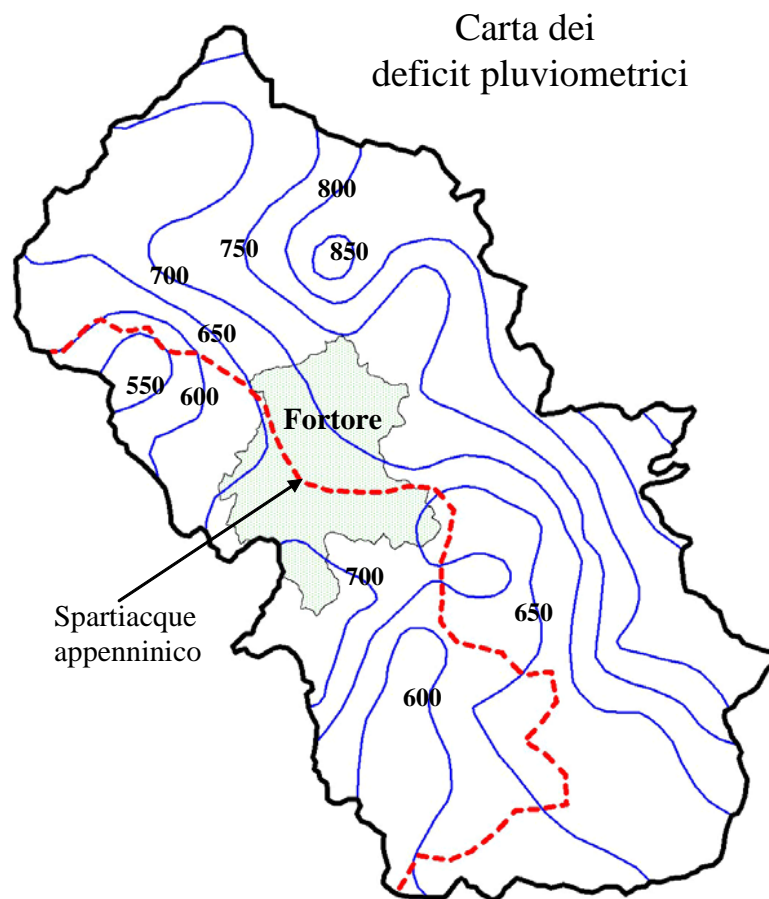 Carta dei
deficit pluviometrici
800
750
850
700
650
550
600
Fortore
700
650
Spartiacque
appenninico
600